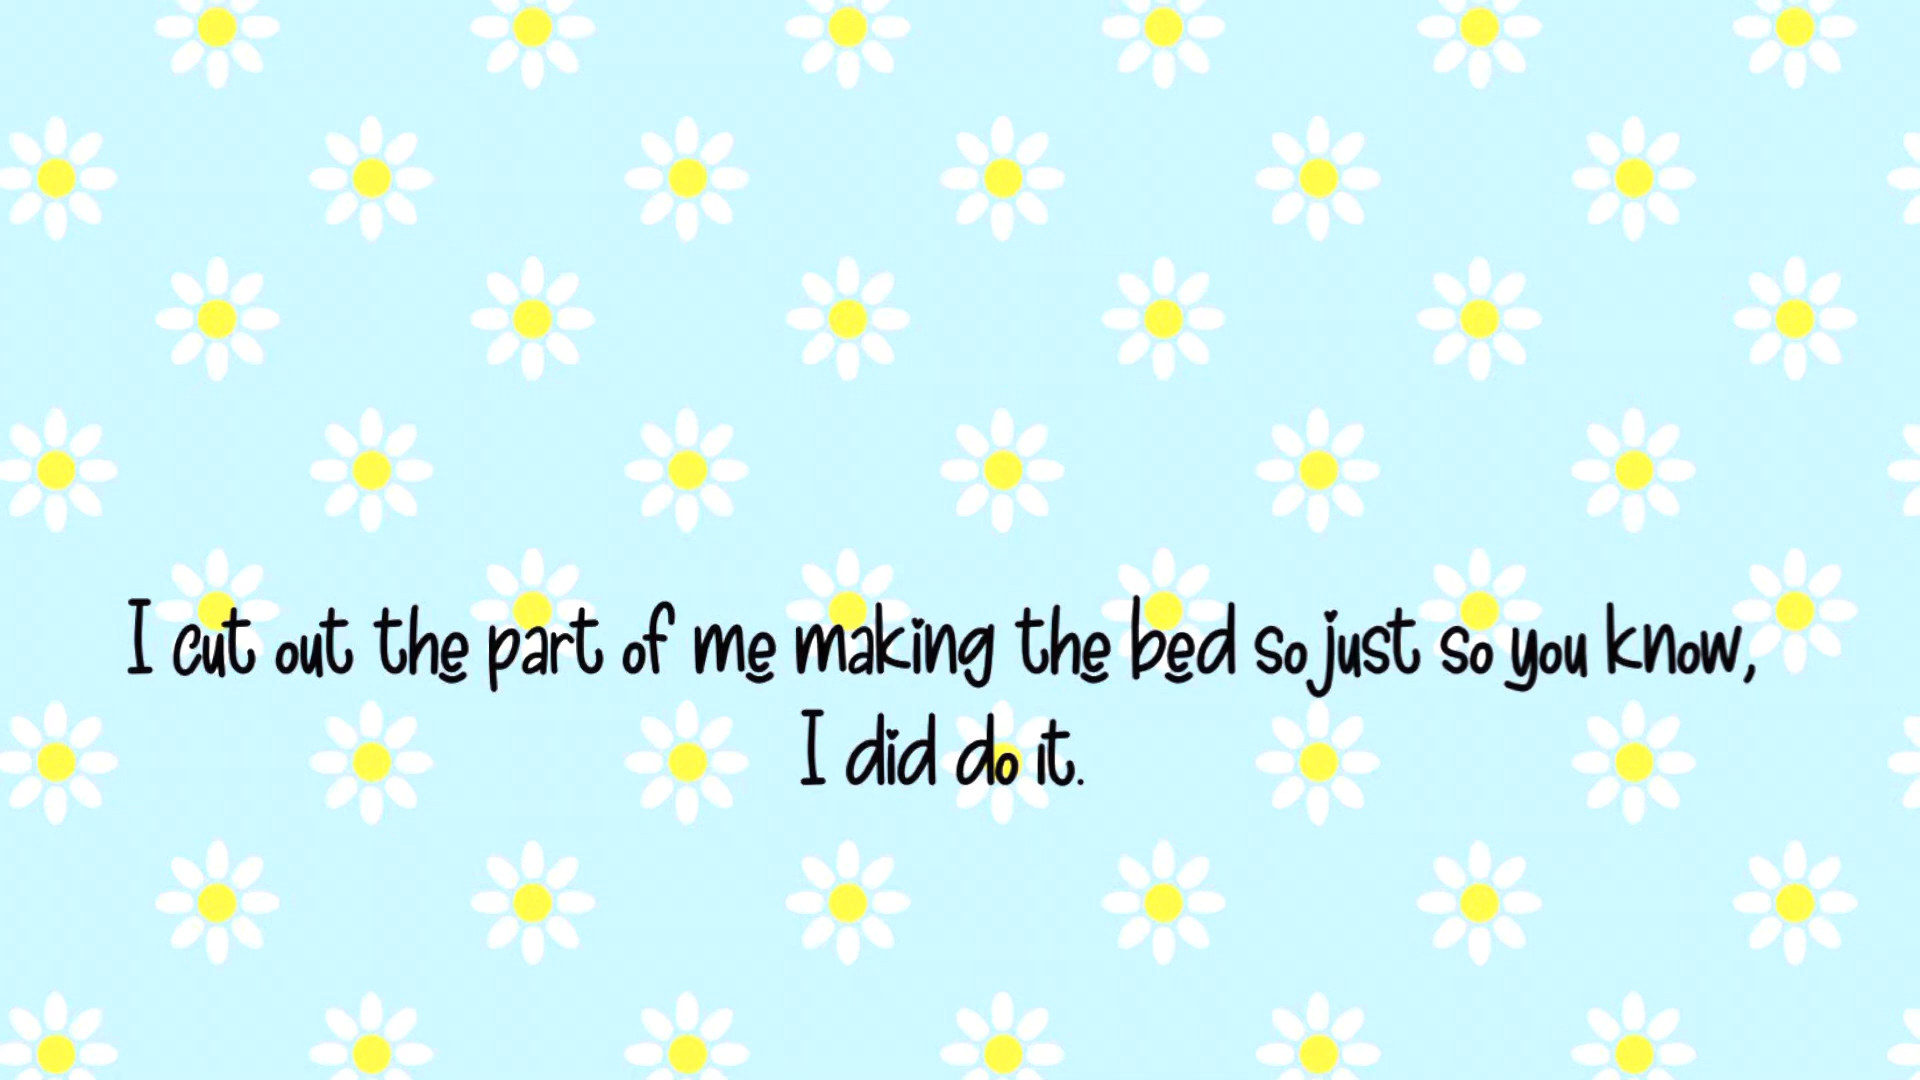 I cut out the part of me making the bed so just so you know,
I did do it.